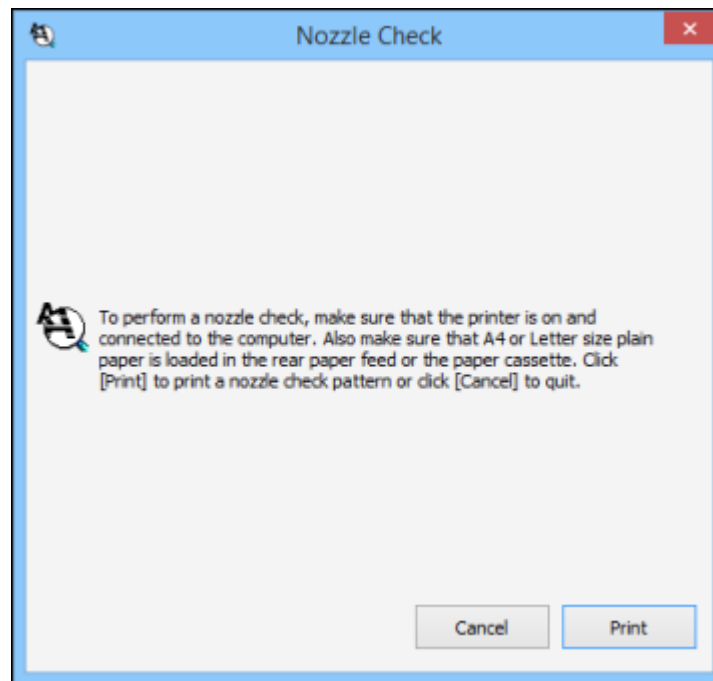 Nozzle Check
To perform a nozzle check, make sure that the printer is on and
connected to the computer. Also make sure that A4 or Letter size plain
paper is loaded in the rear paper feed or the paper cassette. Click
[Print] to print a nozzle check pattern or click [Cancel] to quit.
Cancel Print